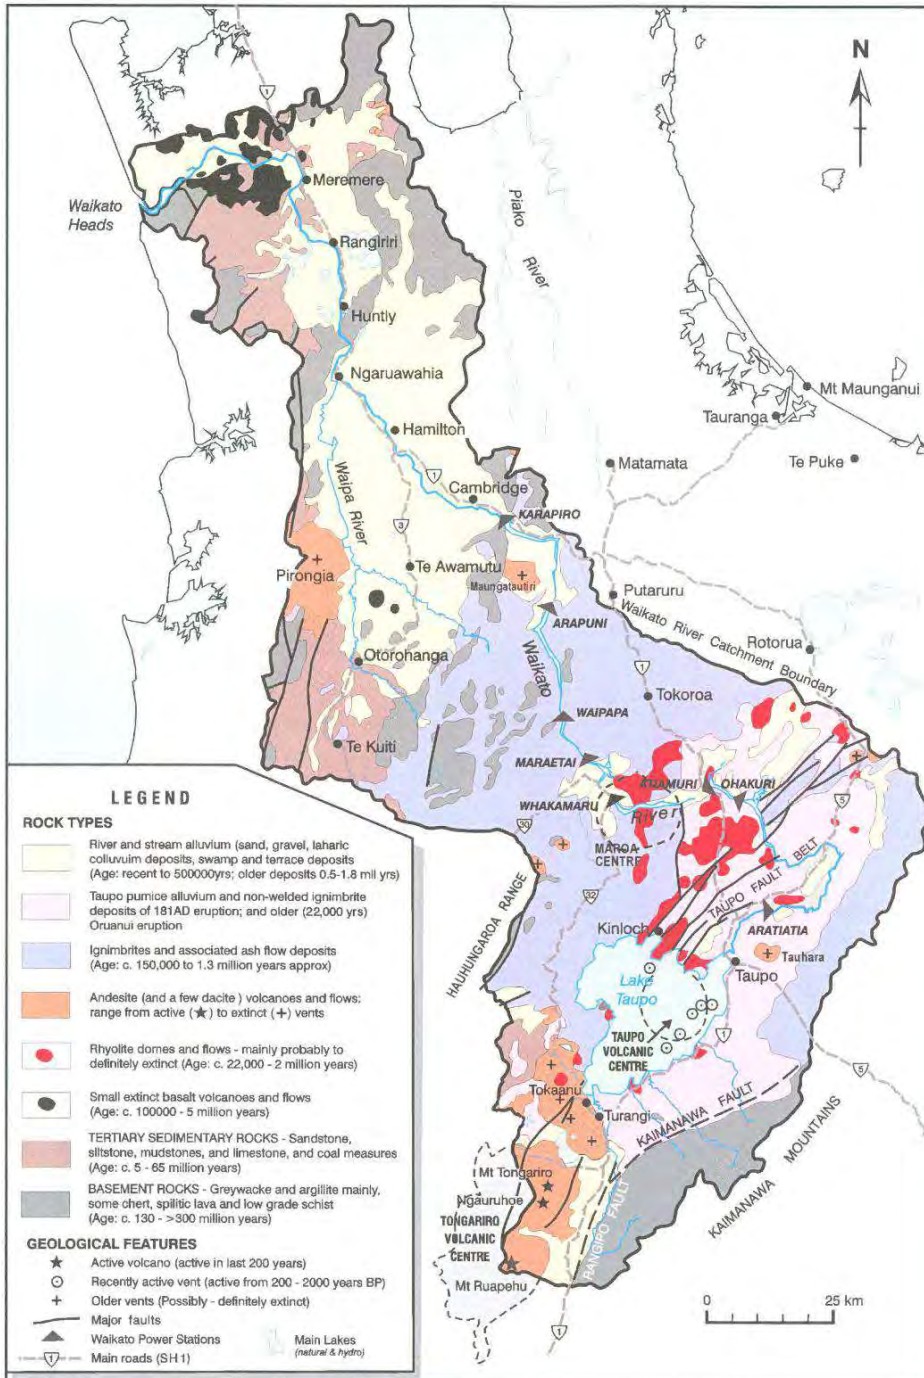 N
1
Meremere
Waikato
Heads
Piako
River
Rangiriri
Huntly
Ngaruawahia
Mt Maunganui
Tauranga
Hamilton
Matamata
Te Puke
1
Cambridge
Waipa River
KARAPIRO
3
Te Awamutu
Pirongia
Maungatautiri
Putaruru
ARAPUNI
Waikato River Catchment Boundary
Rotorua
Otorohanga
Waikato
1
Tokoroa
WAIPAPA
Te Kuiti
MARAETAI
ATIAMURI
OHAKURI
WHAKAMARU
River
5
30
MAROA
CENTRE
32
TAUPO FAULT BELT
HAUHUNGAROA RANGE
Kinloch
ARATIATIA
Tauhara
Taupo
Lake
Taupo
TAUPO
VOLCANIC
CENTRE
1
5
Tokaanu
Turangi
KAIMANAWA FAULT
KAIMANAWA MOUNTAINS
Mt Tongariro
Ngauruhoe
TONGARIRO
VOLCANIC
CENTRE
RANGIPO FAULT
Mt Ruapehu
0 25 km
1
LEGEND
ROCK TYPES
River and stream alluvium (sand, gravel, laharic
colluvuim deposits, swamp and terrace deposits
(Age: recent to 500000yrs; older deposits 0.5-1.8 mil yrs)
Taupo pumice alluvium and non-welded ignimbrite
deposits of 181AD eruption; and older (22,000 yrs)
Oruanui eruption
Ignimbrites and associated ash flow deposits
(Age: c. 150,000 to 1.3 million years approx)
Andesite (and a few dacite ) volcanoes and flows;
range from active (★) to extinct (+) vents
Rhyolite domes and flows - mainly probably to
definitely extinct (Age: c. 22,000 - 2 million years)
Small extinct basalt volcanoes and flows
(Age: c. 100000 - 5 million years)
TERTIARY SEDIMENTARY ROCKS - Sandstone,
siltstone, mudstones, and limestone, and coal measures
(Age: c. 5 - 65 million years)
BASEMENT ROCKS - Greywacke and argillite mainly,
some chert, spilitic lava and low grade schist
(Age: c. 130 - >300 million years)
GEOLOGICAL FEATURES
Active volcano (active in last 200 years)
Recently active vent (active from 200 - 2000 years BP)
Older vents (Possibly - definitely extinct)
Major faults
Waikato Power Stations
Main Lakes
(natural & hydro)
1
Main roads (SH1)